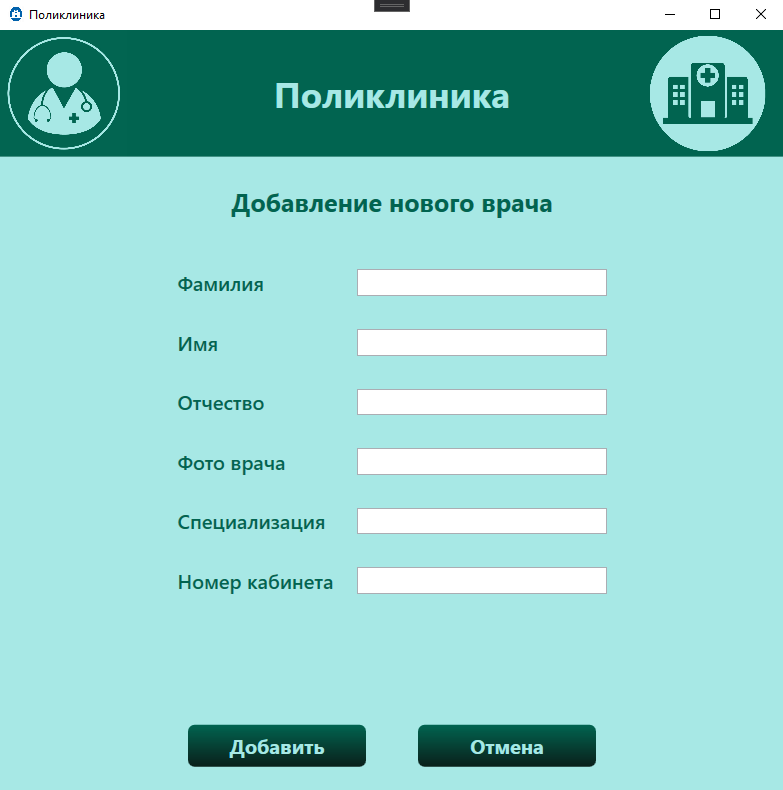 Поликлиника
Поликлиника
Добавление нового врача
Фамилия
Имя
Отчество
Фото врача
Специализация
Номер кабинета
Добавить
Отмена